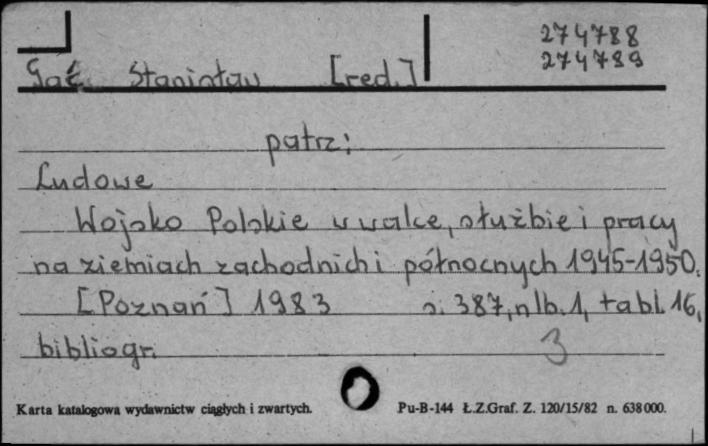 274788
274789
Gać Stanisław [red.]
patrz:
Ludowe
Wojsko Polskie w walce, służbie i pracy
na ziemiach zachodnich i północnych 1945-1950.
[Poznań] 1983 s. 387, nlb. 1, tabl. 16,
bibliogr.
3
Karta katalogowa wydawnictw ciągłych i zwartych. Pu-B-144 Ł.Z.Graf. Z. 120/15/82 n. 638000.